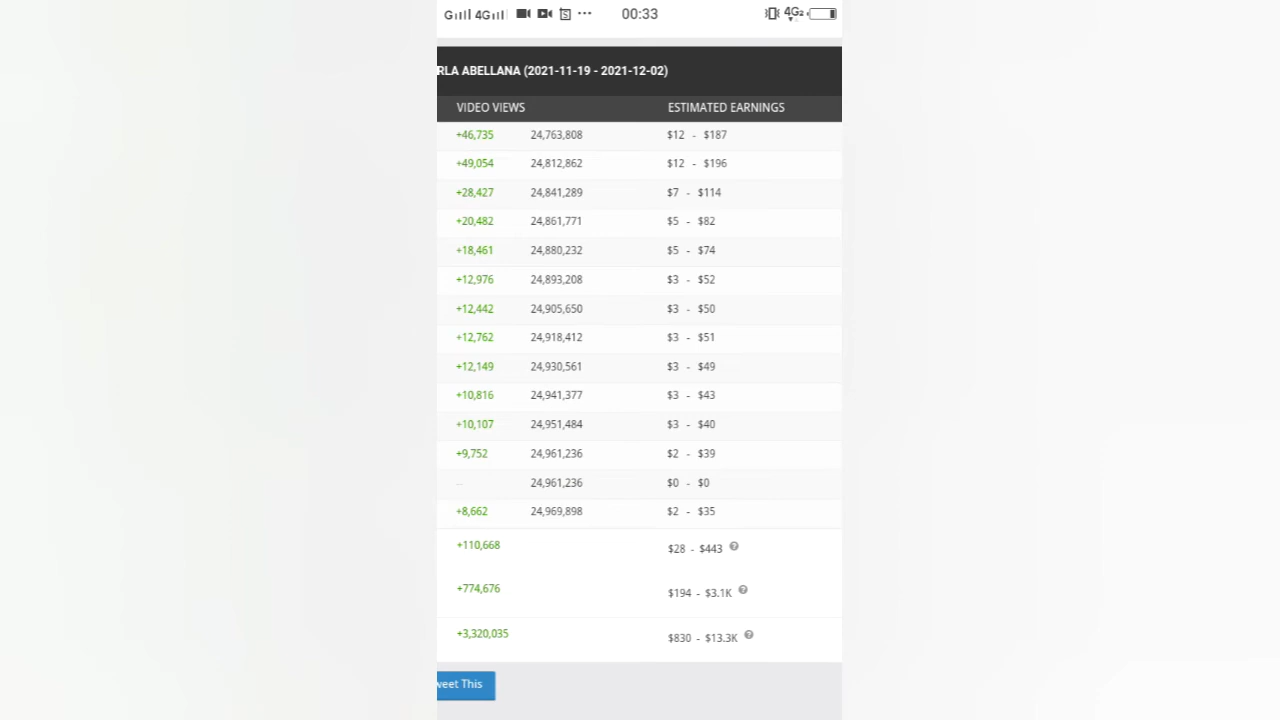 4G 00:33 4G2
RLA ABELLANA (2021-11-19 - 2021-12-02)
VIDEO VIEWS ESTIMATED EARNINGS
+46,735 24,763,808 $12 - $187
+49,054 24,812,862 $12 - $196
+28,427 24,841,289 $7 - $114
+20,482 24,861,771 $5 - $82
+18,461 24,880,232 $5 - $74
+12,976 24,893,208 $3 - $52
+12,442 24,905,650 $3 - $50
+12,762 24,918,412 $3 - $51
+12,149 24,930,561 $3 - $49
+10,816 24,941,377 $3 - $43
+10,107 24,951,484 $3 - $40
+9,752 24,961,236 $2 - $39
-- 24,961,236 $0 - $0
+8,662 24,969,898 $2 - $35
+110,668 $28 - $443
+774,676 $194 - $3.1K
+3,320,035 $830 - $13.3K
weet This